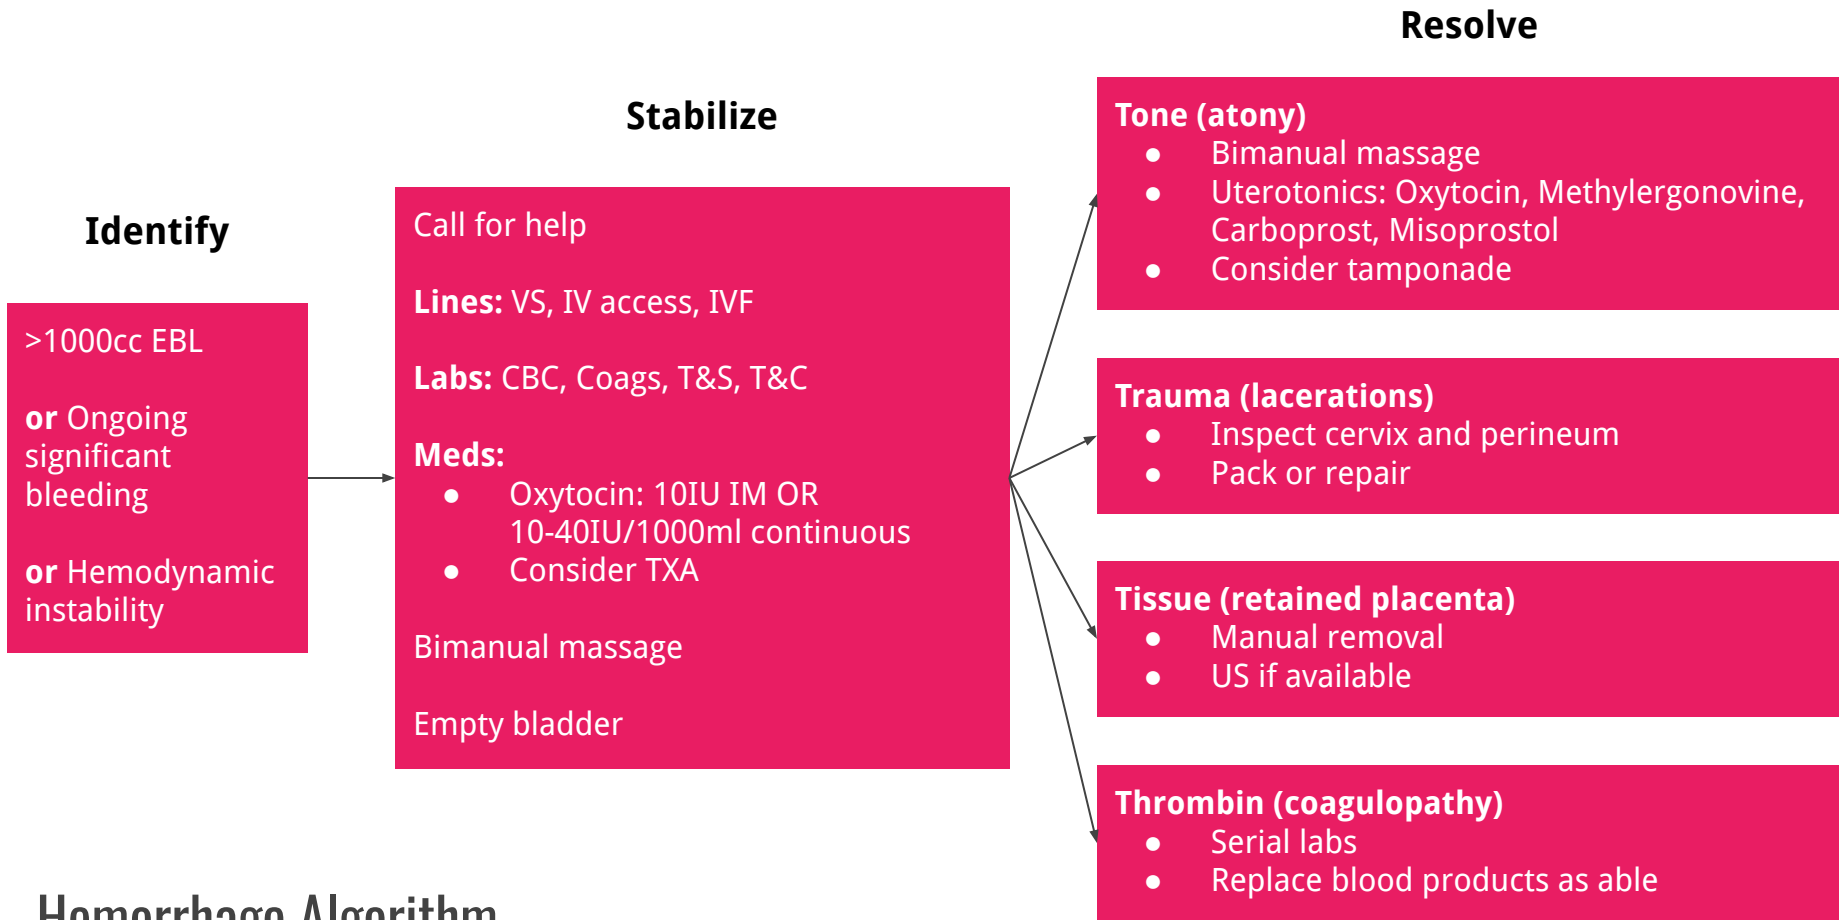 Identify
>1000cc EBL
or Ongoing
significant
bleeding
or Hemodynamic
instability
Stabilize
Call for help
Lines: VS, IV access, IVF
Labs: CBC, Coags, T&S, T&C
Meds:
● Oxytocin: 10IU IM OR
10-40IU/1000ml continuous
● Consider TXA
Bimanual massage
Empty bladder
Resolve
Tone (atony)
● Bimanual massage
● Uterotonics: Oxytocin, Methylergonovine,
Carboprost, Misoprostol
● Consider tamponade
Trauma (lacerations)
● Inspect cervix and perineum
● Pack or repair
Tissue (retained placenta)
● Manual removal
● US if available
Thrombin (coagulopathy)
● Serial labs
● Replace blood products as able
Hemorrhage Algorithm